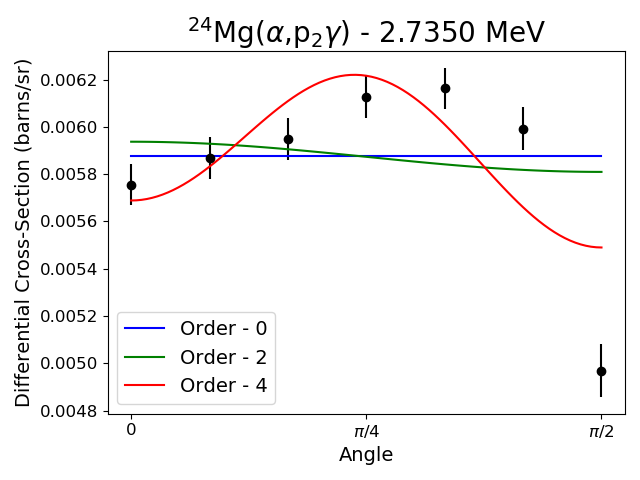 ²⁴Mg(α,p₂γ) - 2.7350 MeV
Differential Cross-Section (barns/sr)
0.0062
0.0060
0.0058
0.0056
0.0054
0.0052
0.0050
0.0048
Order - 0
Order - 2
Order - 4
0 π/4 π/2
Angle